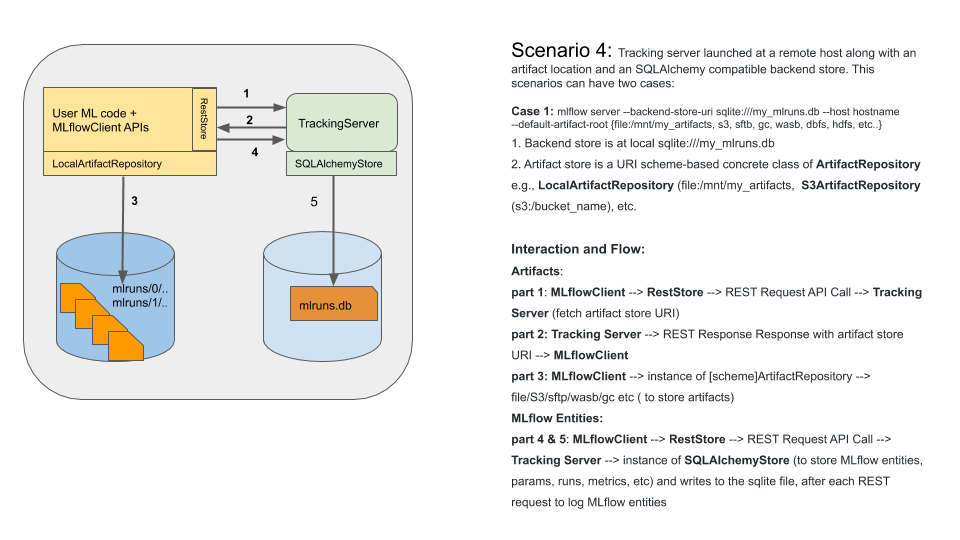 User ML code +
MLflowClient APIs
RestStore
LocalArtifactRepository
1
2
4
TrackingServer
SQLAlchemyStore
3
5
mlruns/0/..
mlruns/1/..
mlruns.db
Scenario 4: Tracking server launched at a remote host along with an
artifact location and an SQLAlchemy compatible backend store. This
scenarios can have two cases:
Case 1: mlflow server --backend-store-uri sqlite:///my_mlruns.db --host hostname
--default-artifact-root {file:/mnt/my_artifacts, s3, sftb, gc, wasb, dbfs, hdfs, etc..}
1. Backend store is at local sqlite:///my_mlruns.db
2. Artifact store is a URI scheme-based concrete class of ArtifactRepository
e.g., LocalArtifactRepository (file:/mnt/my_artifacts, S3ArtifactRepository
(s3:/bucket_name), etc.
Interaction and Flow:
Artifacts:
part 1: MLflowClient --> RestStore --> REST Request API Call --> Tracking
Server (fetch artifact store URI)
part 2: Tracking Server --> REST Response Response with artifact store
URI --> MLflowClient
part 3: MLflowClient --> instance of [scheme]ArtifactRepository -->
file/S3/sftp/wasb/gc etc ( to store artifacts)
MLflow Entities:
part 4 & 5: MLflowClient --> RestStore --> REST Request API Call -->
Tracking Server --> instance of SQLAlchemyStore (to store MLflow entities,
params, runs, metrics, etc) and writes to the sqlite file, after each REST
request to log MLflow entities